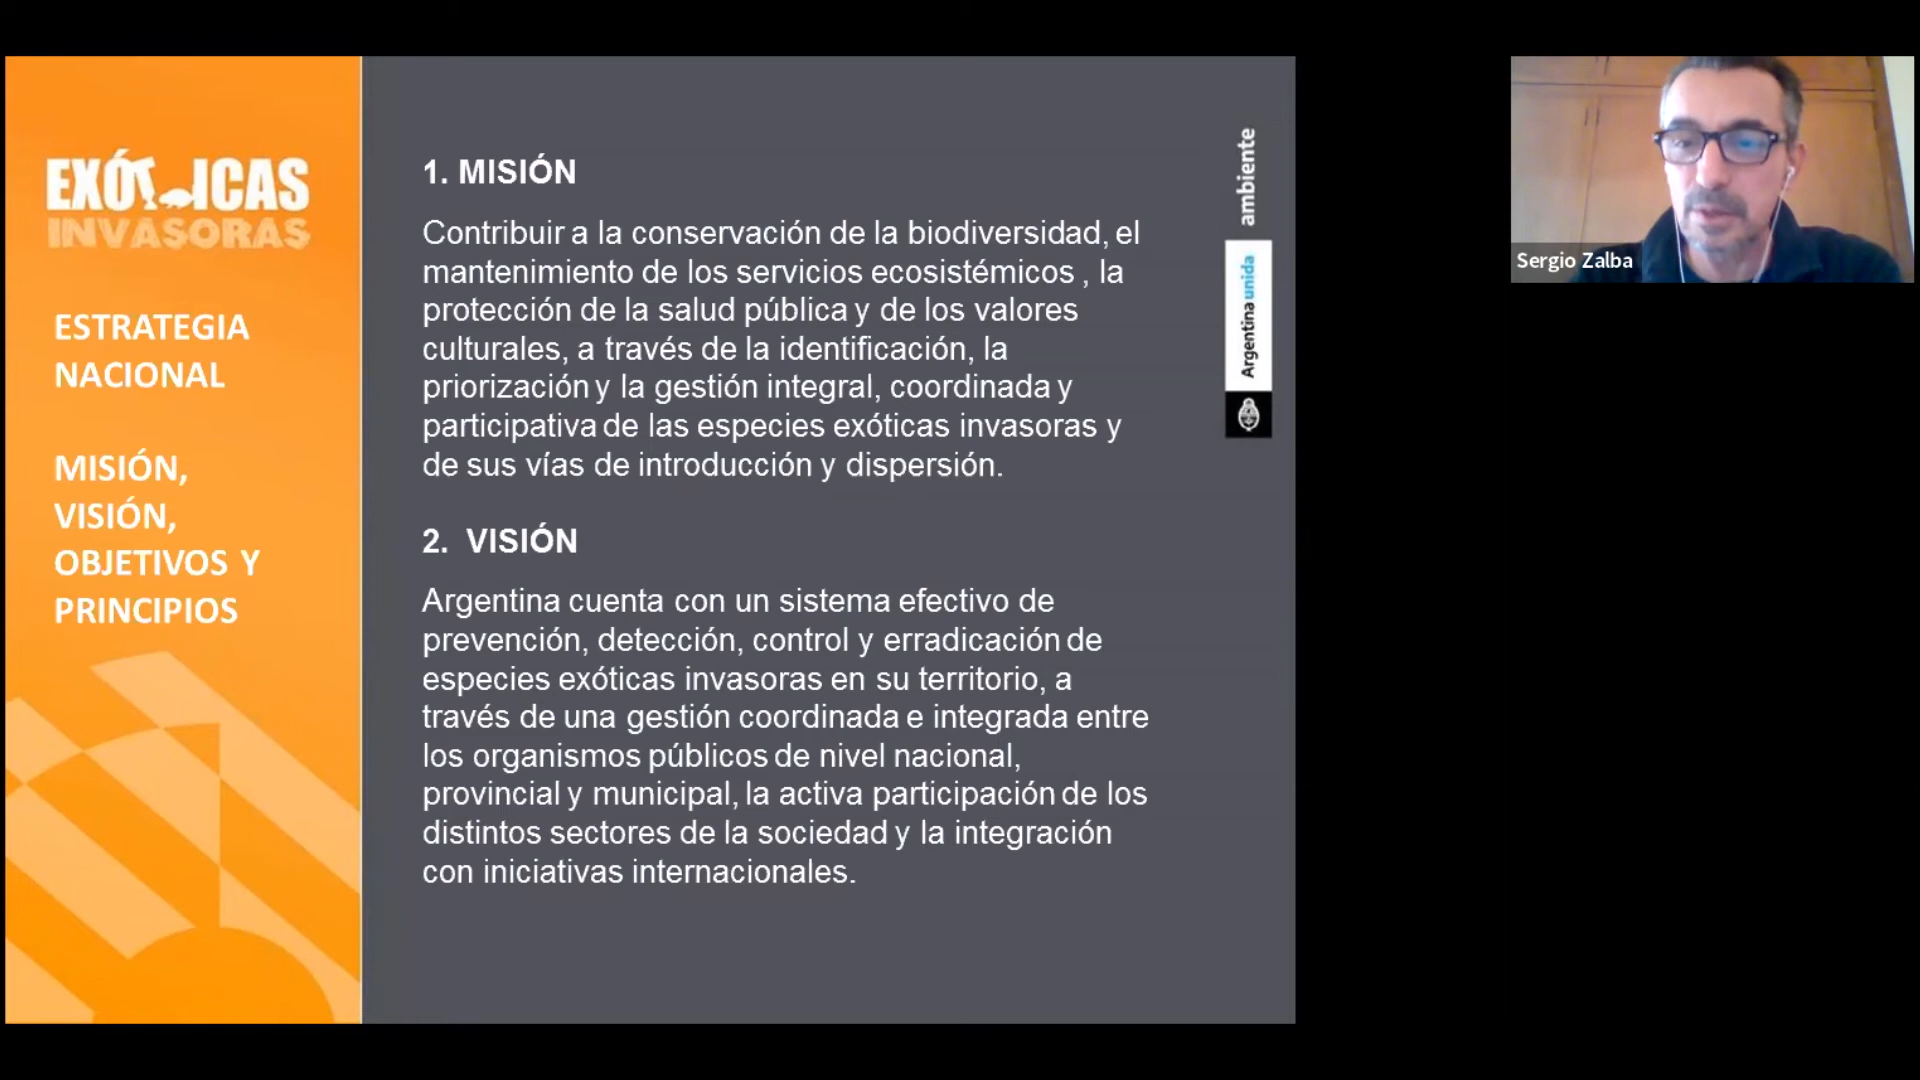 EXÓTICAS
INVASORAS
ESTRATEGIA
NACIONAL
MISIÓN,
VISIÓN,
OBJETIVOS Y
PRINCIPIOS
1. MISIÓN
Contribuir a la conservación de la biodiversidad, el
mantenimiento de los servicios ecosistémicos , la
protección de la salud pública y de los valores
culturales, a través de la identificación, la
priorización y la gestión integral, coordinada y
participativa de las especies exóticas invasoras y
de sus vías de introducción y dispersión.
2. VISIÓN
Argentina cuenta con un sistema efectivo de
prevención, detección, control y erradicación de
especies exóticas invasoras en su territorio, a
través de una gestión coordinada e integrada entre
los organismos públicos de nivel nacional,
provincial y municipal, la activa participación de los
distintos sectores de la sociedad y la integración
con iniciativas internacionales.
ambiente
Argentina unida
Sergio Zalba